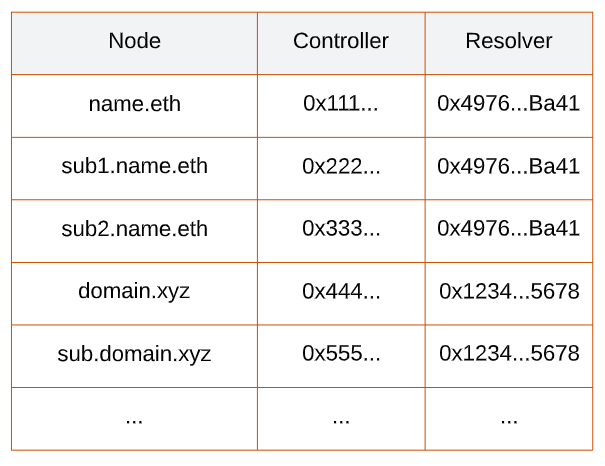 Node Controller Resolver
name.eth 0x111... 0x4976...Ba41
sub1.name.eth 0x222... 0x4976...Ba41
sub2.name.eth 0x333... 0x4976...Ba41
domain.xyz 0x444... 0x1234...5678
sub.domain.xyz 0x555... 0x1234...5678
... ... ...